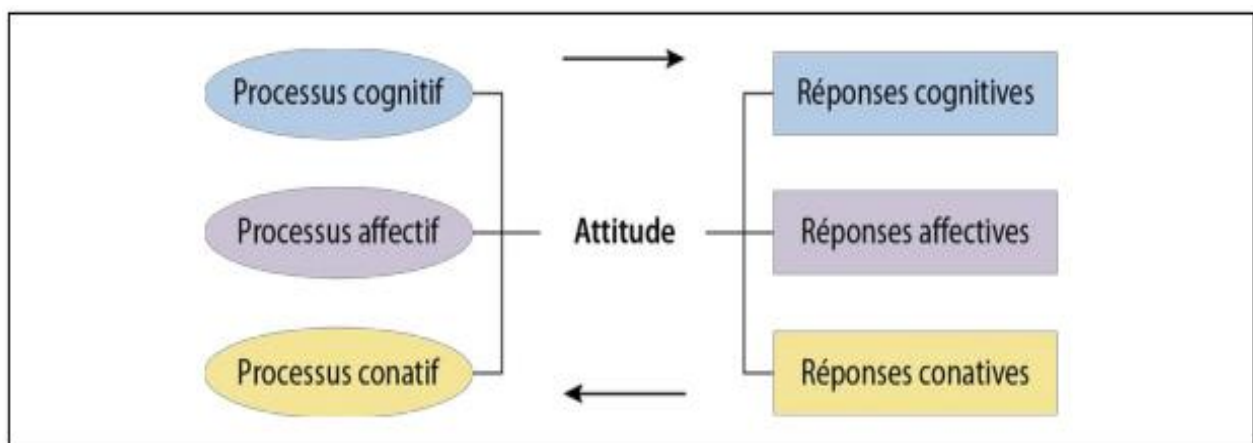 Processus cognitif
Réponses cognitives
Processus affectif
Attitude
Réponses affectives
Processus conatif
Réponses conatives